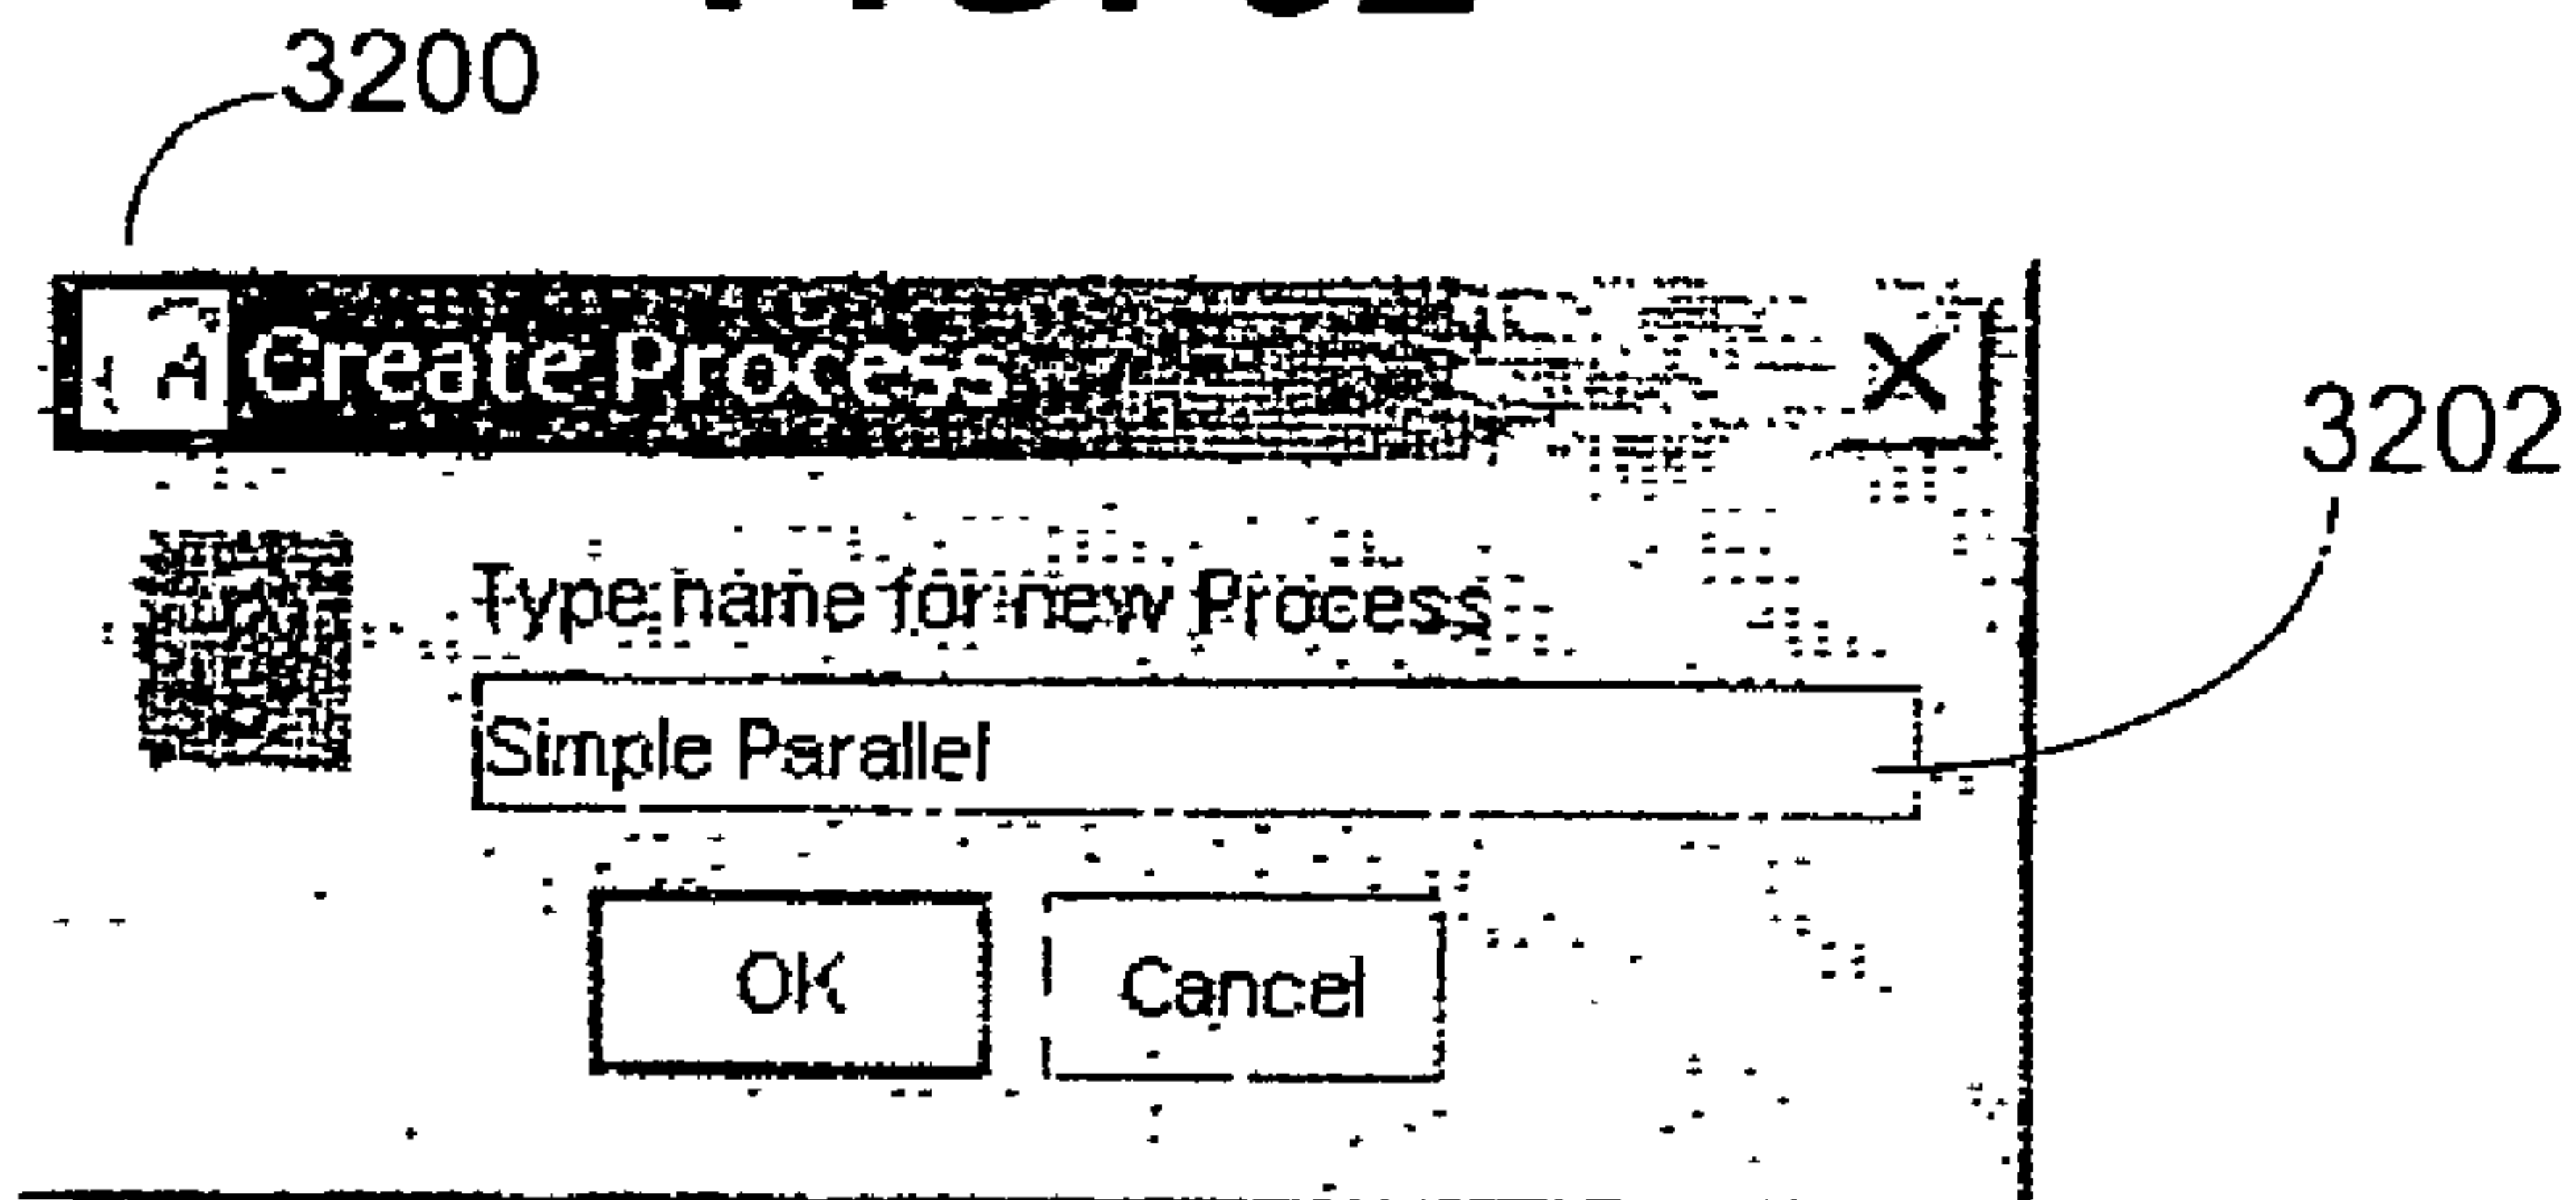 3200
Create Process
3202
Type name for new Process
Simple Parallel
OK
Cancel